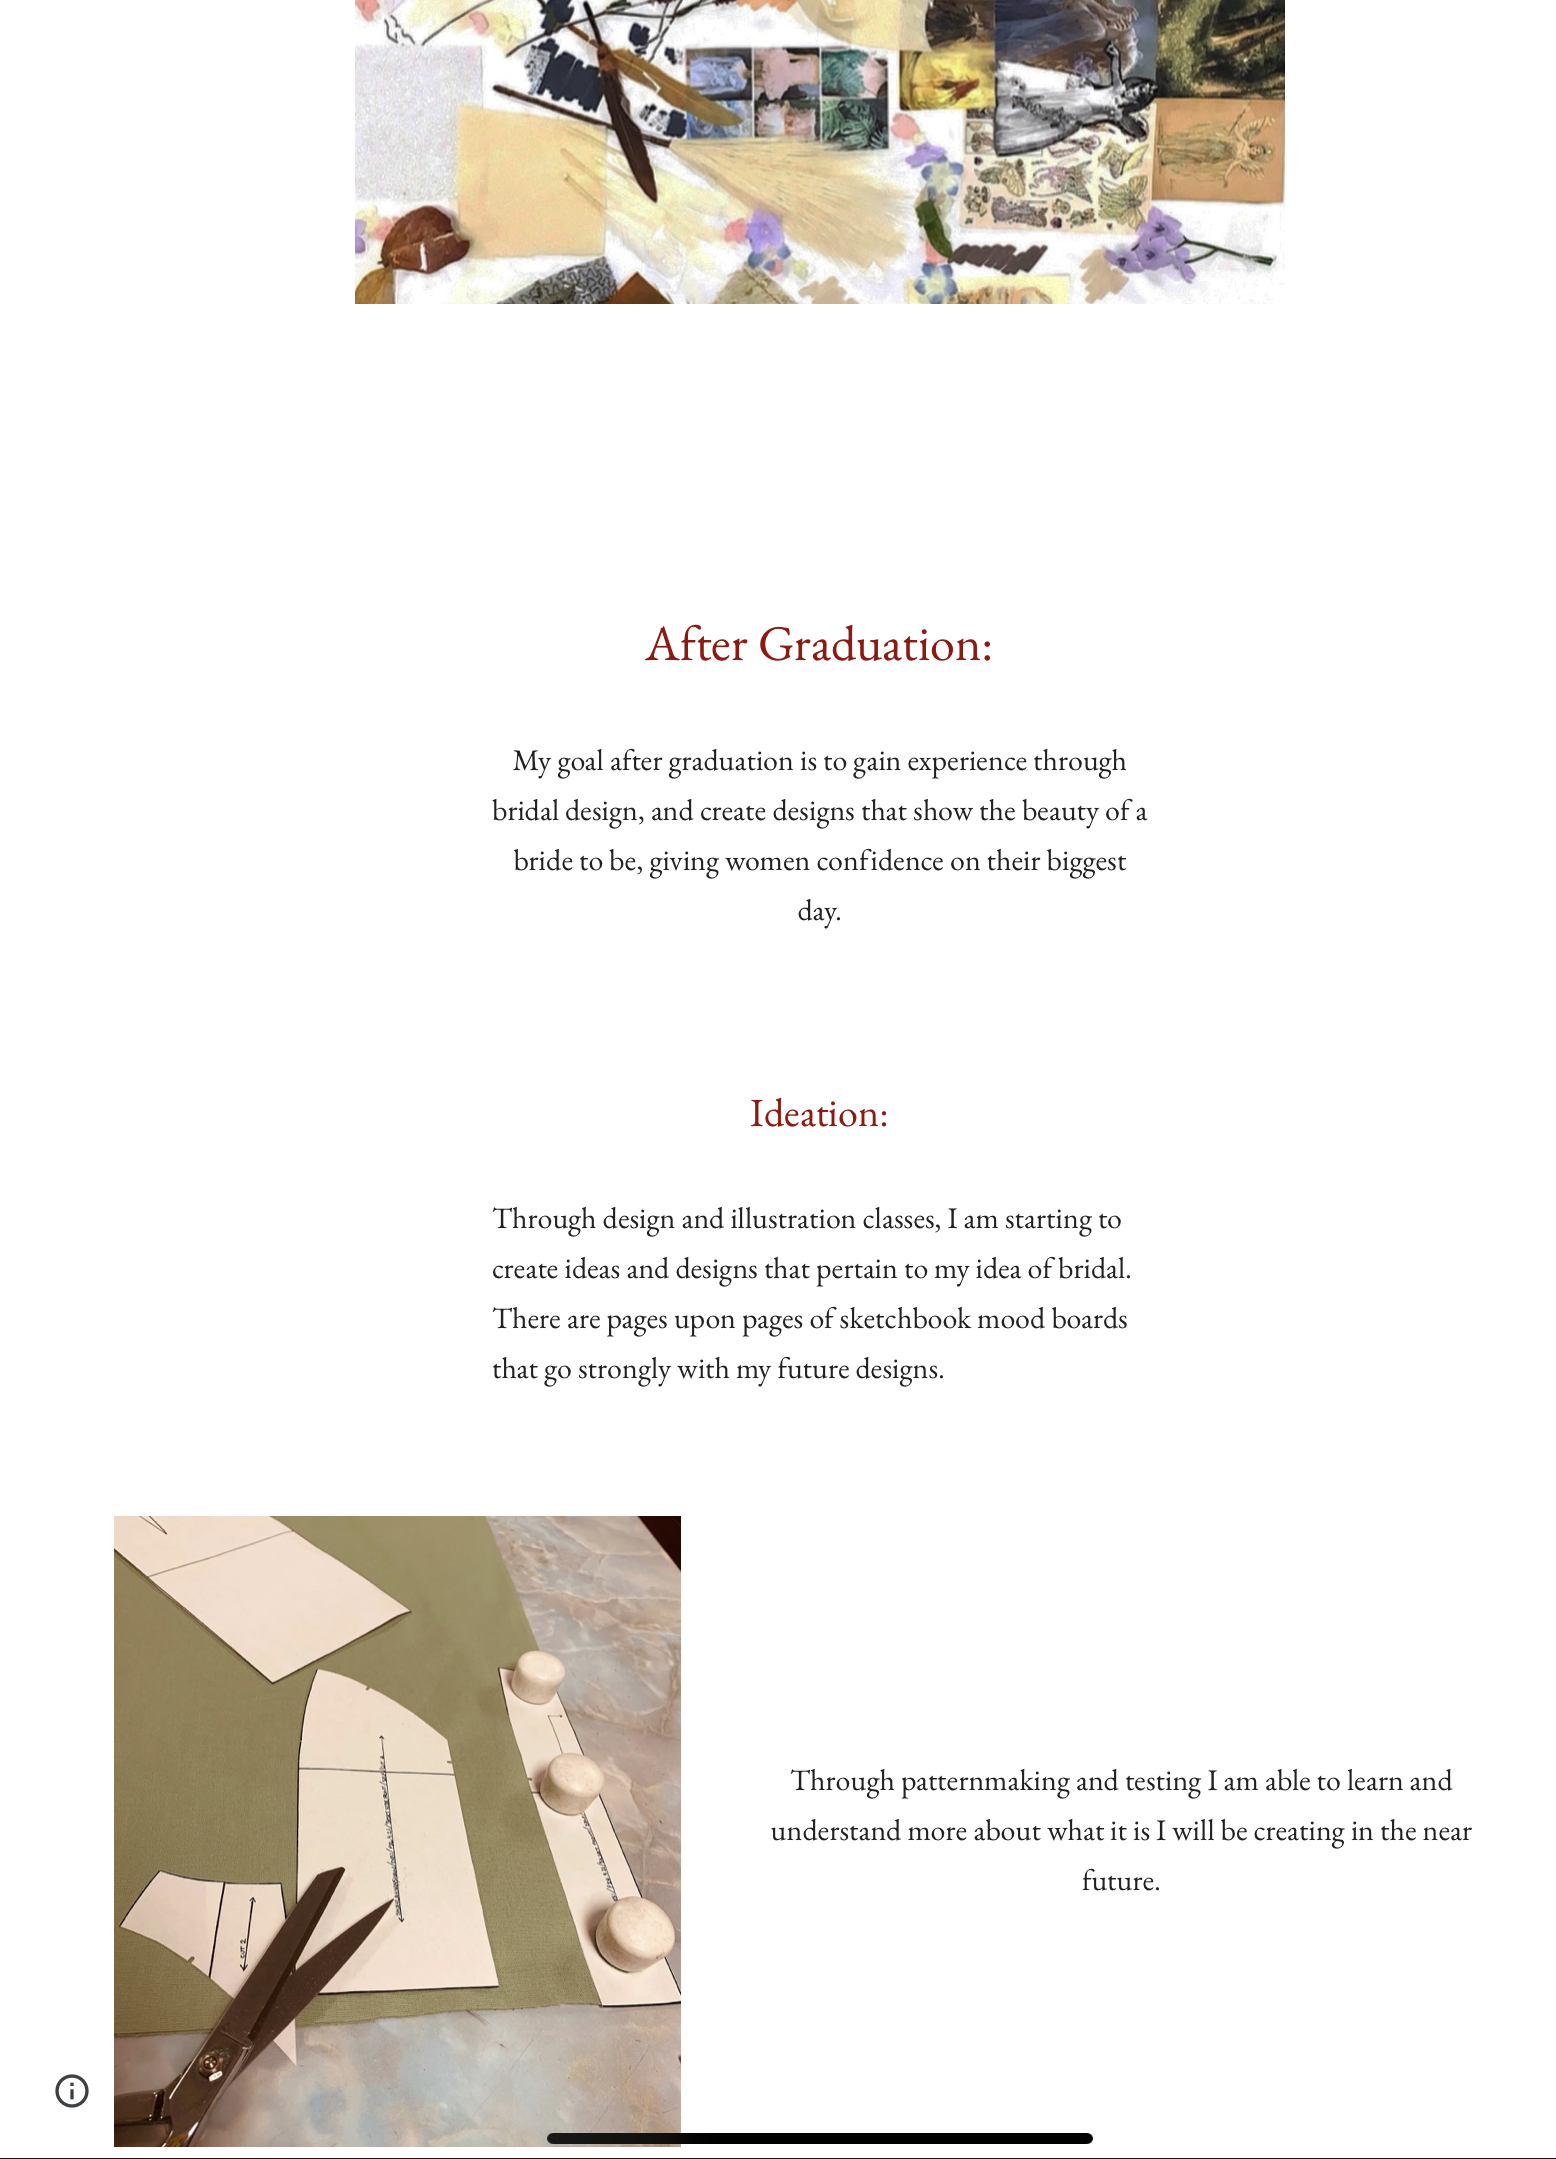 After Graduation:
My goal after graduation is to gain experience through
bridal design, and create designs that show the beauty of a
bride to be, giving women confidence on their biggest
day.
Ideation:
Through design and illustration classes, I am starting to
create ideas and designs that pertain to my idea of bridal.
There are pages upon pages of sketchbook mood boards
that go strongly with my future designs.
Through patternmaking and testing I am able to learn and
understand more about what it is I will be creating in the near
future.
cut 2